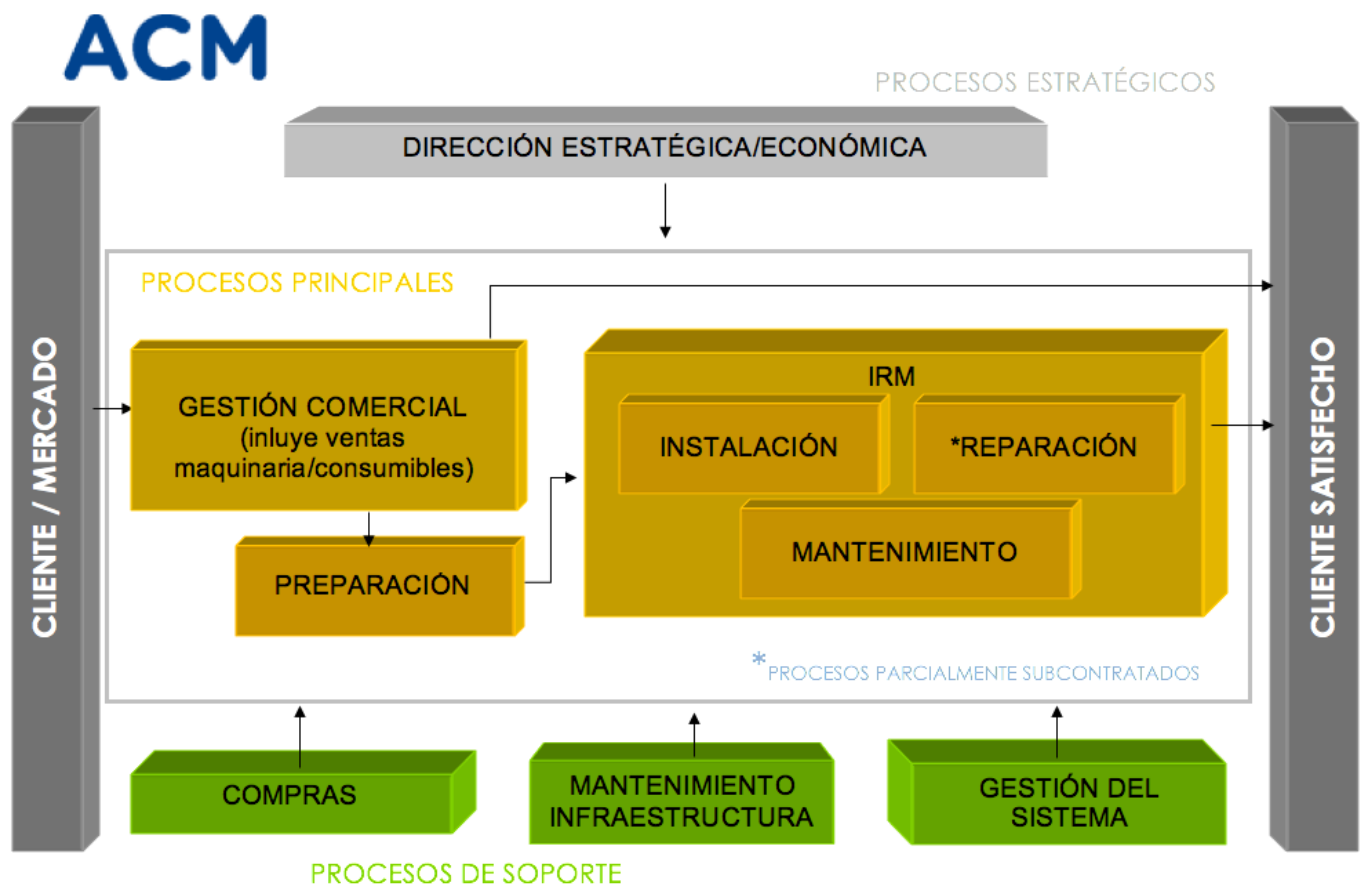 ACM
PROCESOS ESTRATÉGICOS
DIRECCIÓN ESTRATÉGICA/ECONÓMICA
CLIENTE / MERCADO
PROCESOS PRINCIPALES
GESTIÓN COMERCIAL
(inluye ventas
maquinaria/consumibles)
PREPARACIÓN
IRM
INSTALACIÓN
*REPARACIÓN
MANTENIMIENTO
*PROCESOS PARCIALMENTE SUBCONTRATADOS
CLIENTE SATISFECHO
COMPRAS
MANTENIMIENTO
INFRAESTRUCTURA
GESTIÓN DEL
SISTEMA
PROCESOS DE SOPORTE